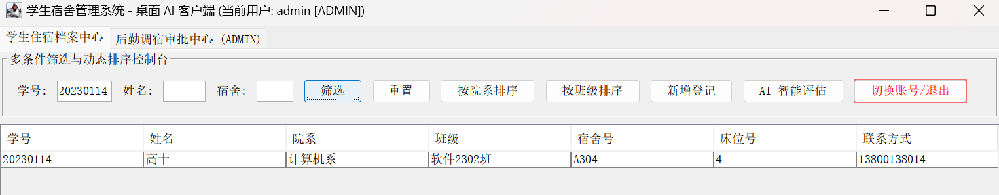 学生宿舍管理系统 - 桌面 AI 客户端 (当前用户: admin [ADMIN])
学生住宿档案中心 后勤调宿审批中心 (ADMIN)
多条件筛选与动态排序控制台
学号: 20230114 姓名: 宿舍: 筛选 重置 按院系排序 按班级排序 新增登记 AI 智能评估 切换账号/退出
学号 姓名 院系 班级 宿舍号 床位号 联系方式
20230114 高十 计算机系 软件2302班 A304 4 13800138014